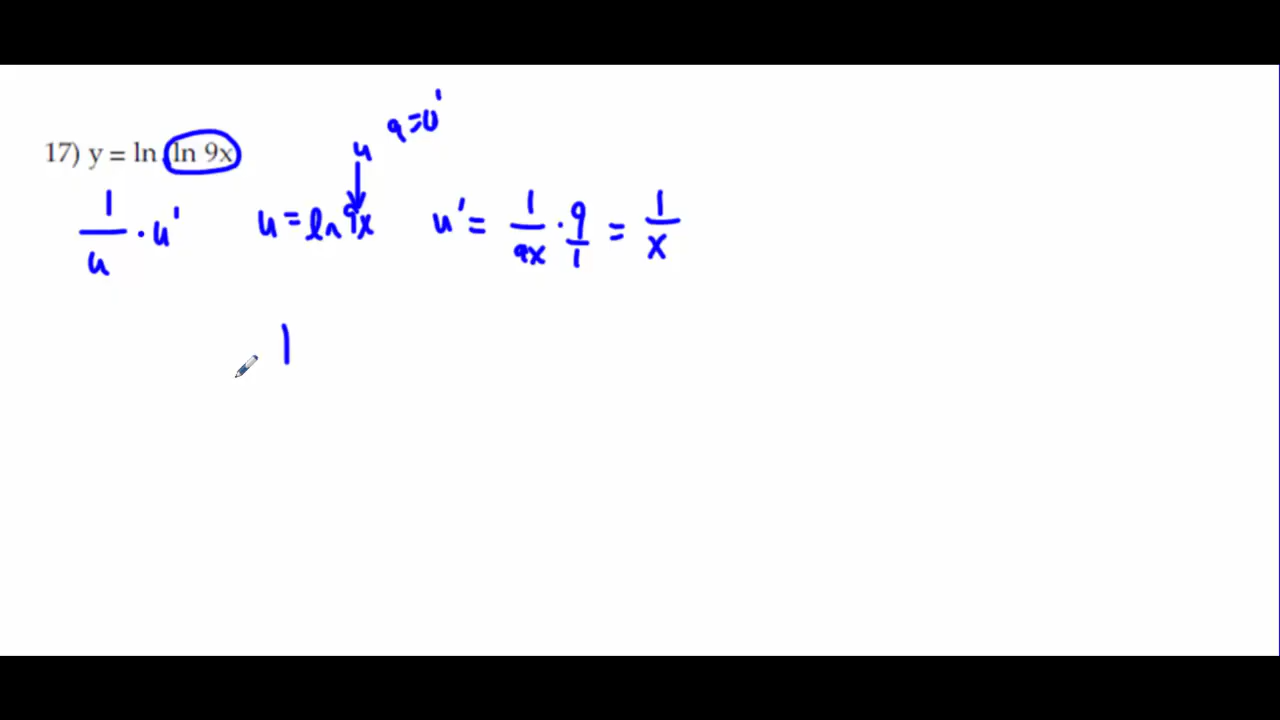 9 = u'
17) y = ln ln 9x u
1/u · u' u = ln 9x u' = 1/9x · 9/1 = 1/x
1